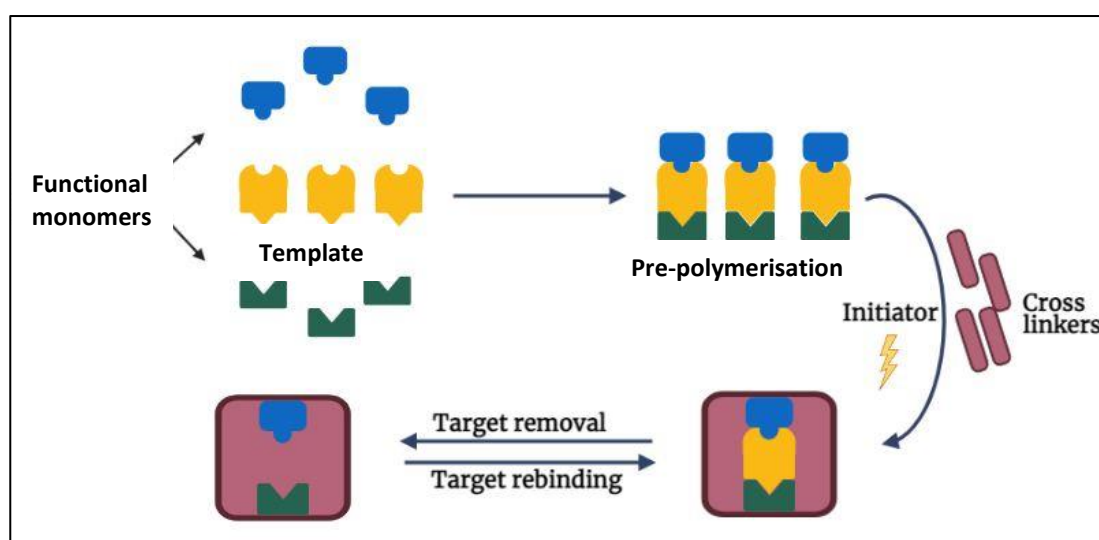 Functional
monomers
Template
Pre-polymerisation
Initiator
Cross
linkers
Target removal
Target rebinding